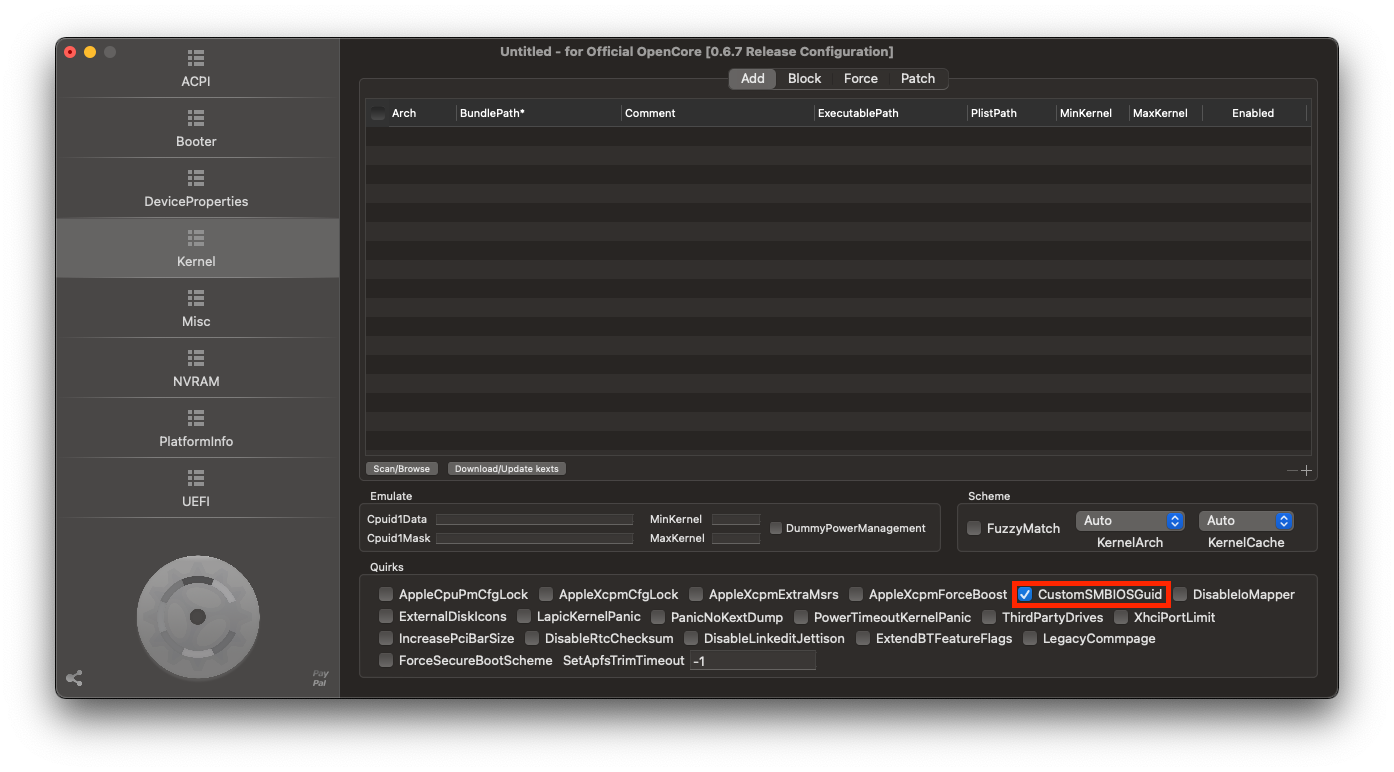 Untitled - for Official OpenCore [0.6.7 Release Configuration]
ACPI
Booter
DeviceProperties
Kernel
Misc
NVRAM
PlatformInfo
UEFI
Pay
Pal
Add Block Force Patch
Arch BundlePath* Comment ExecutablePath PlistPath MinKernel MaxKernel Enabled
Scan/Browse Download/Update kexts
Emulate
Cpuid1Data MinKernel
DummyPowerManagement
Cpuid1Mask MaxKernel
Scheme
FuzzyMatch Auto Auto
KernelArch KernelCache
Quirks
AppleCpuPmCfgLock AppleXcpmCfgLock AppleXcpmExtraMsrs AppleXcpmForceBoost CustomSMBIOSGuid DisableIoMapper
ExternalDiskIcons LapicKernelPanic PanicNoKextDump PowerTimeoutKernelPanic ThirdPartyDrives XhciPortLimit
IncreasePciBarSize DisableRtcChecksum DisableLinkeditJettison ExtendBTFeatureFlags LegacyCommpage
ForceSecureBootScheme SetApfsTrimTimeout -1